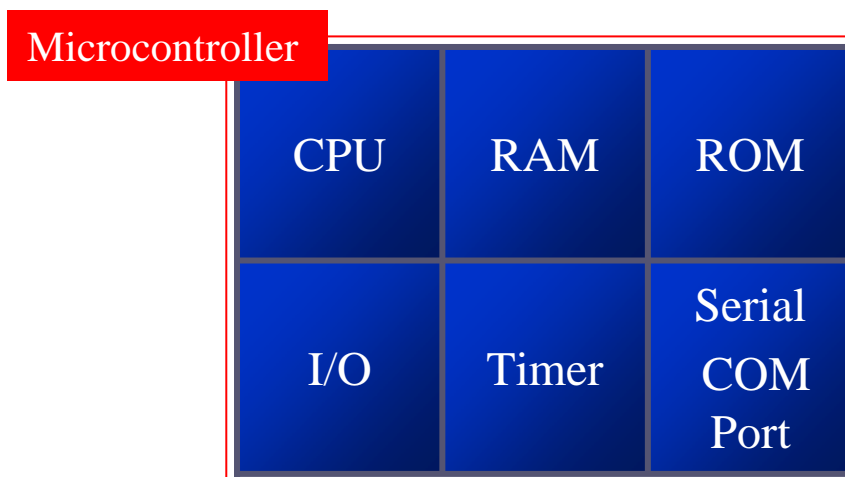 Microcontroller
CPU
RAM
ROM
I/O
Timer
Serial
COM
Port